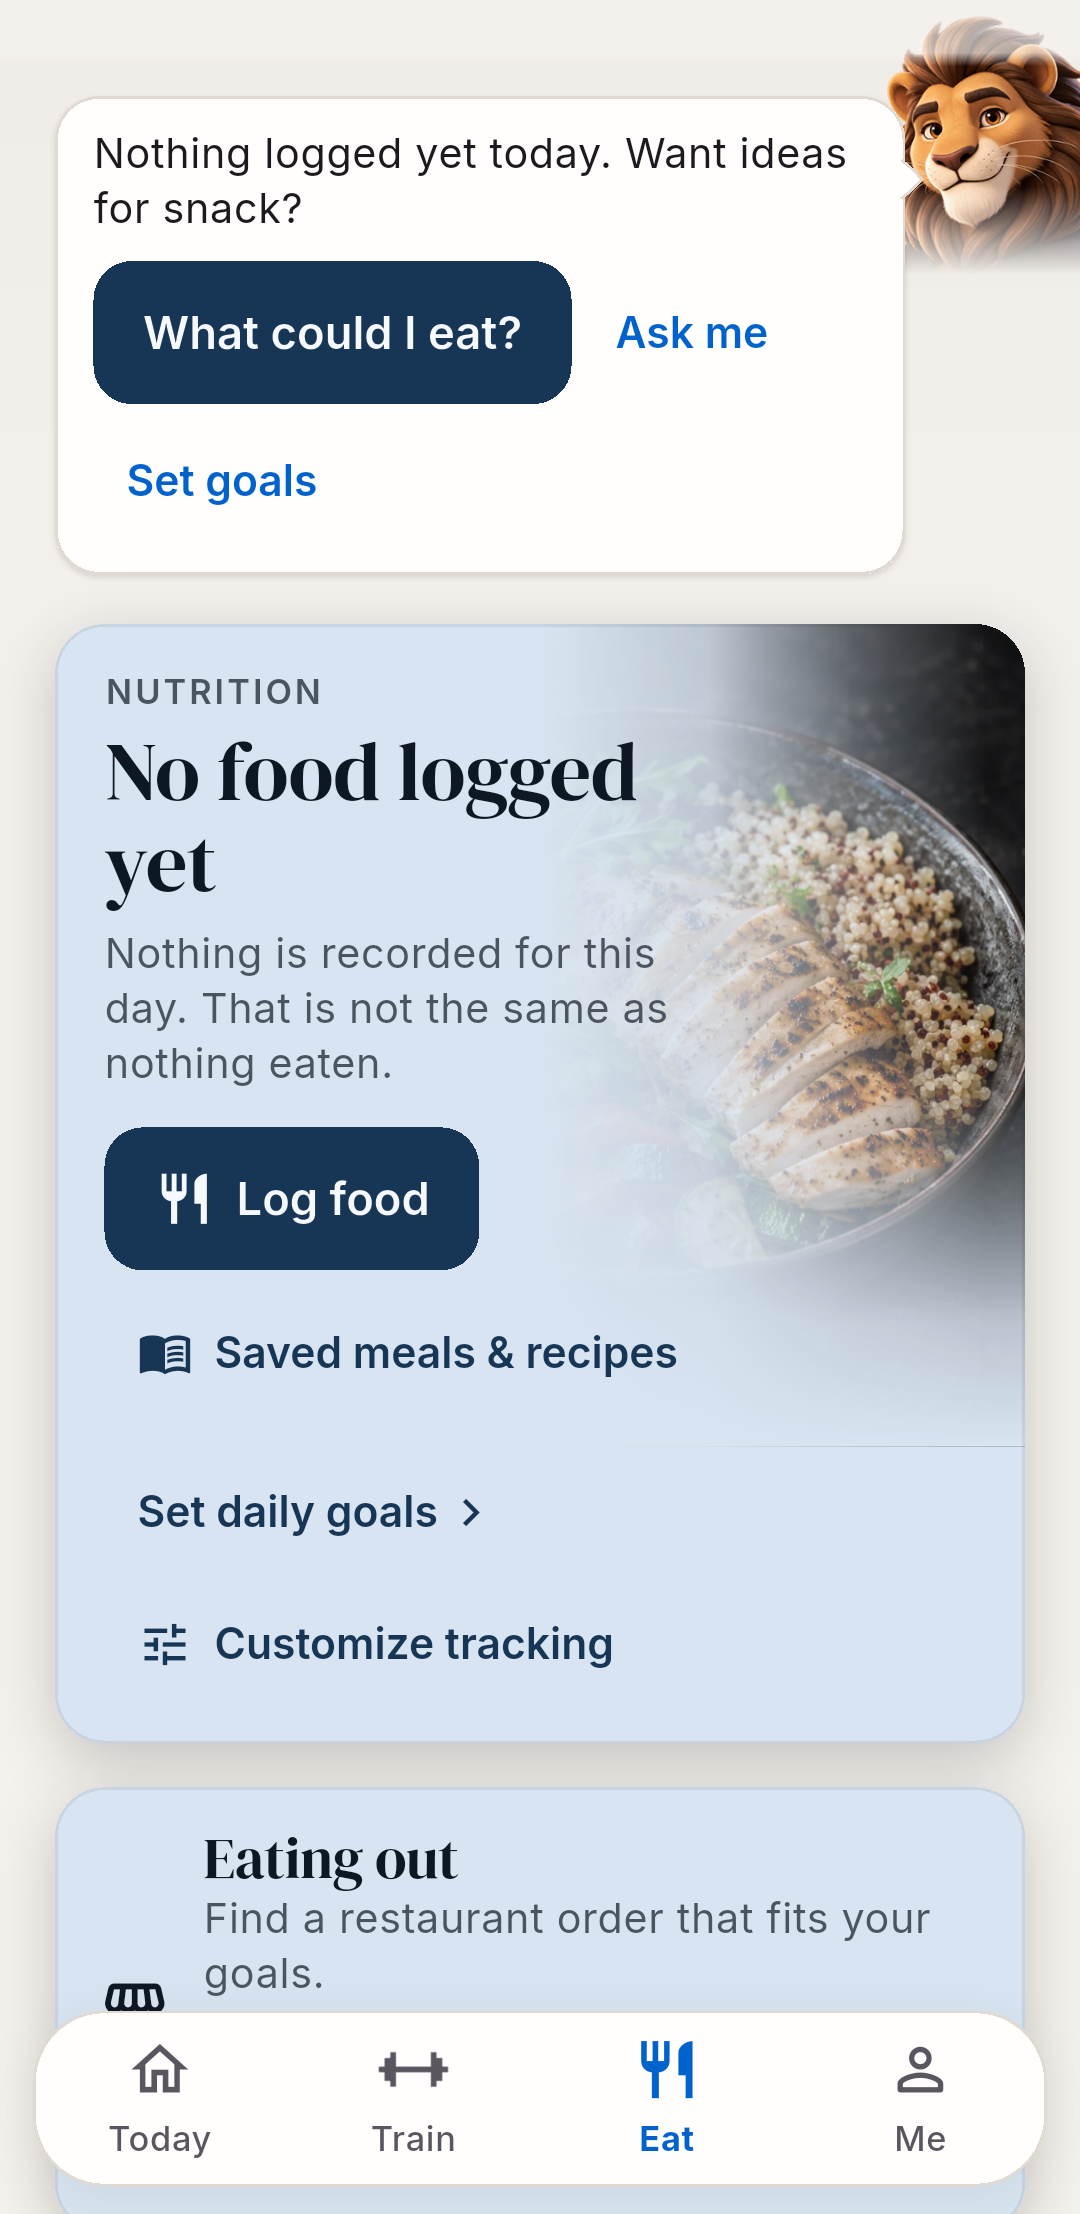 Nothing logged yet today. Want ideas
for snack?
What could I eat?
Ask me
Set goals
NUTRITION
No food logged
yet
Nothing is recorded for this
day. That is not the same as
nothing eaten.
Log food
Saved meals & recipes
Set daily goals
Customize tracking
Eating out
Find a restaurant order that fits your
goals.
Today
Train
Eat
Me